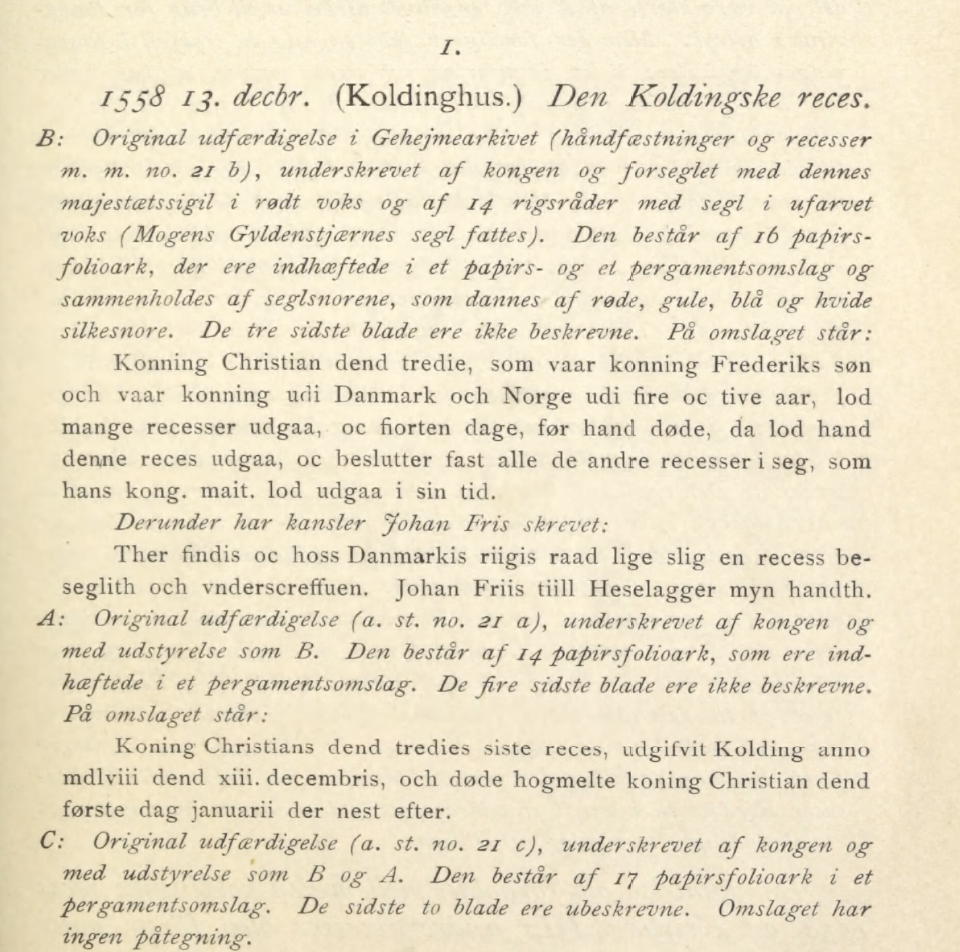 1.
1558 13. decbr. (Koldinghus.) Den Koldingske reces.
B: Original udfærdigelse i Gehejmearkivet (håndfæstninger og recesser
m. m. no. 21 b), underskrevet af kongen og forseglet med dennes
majestætssigil i rødt voks og af 14 rigsråder med segl i ufarvet
voks (Mogens Gyldenstjærnes segl fattes). Den består af 16 papirs-
folioark, der ere indhæftede i et papirs- og et pergamentsomslag og
sammenholdes af seglsnorene, som dannes af røde, gule, blå og hvide
silkesnore. De tre sidste blade ere ikke beskrevne. På omslaget står:
Konning Christian dend tredie, som vaar konning Frederiks søn
och vaar konning udi Danmark och Norge udi fire oc tive aar, lod
mange recesser udgaa, oc fiorten dage, før hand døde, da lod hand
denne reces udgaa, oc beslutter fast alle de andre recesser i seg, som
hans kong. mait. lod udgaa i sin tid.
Derunder har kansler Johan Fris skrevet:
Ther findis oc hoss Danmarkis riigis raad lige slig en recess be-
seglith och vnderscreffuen. Johan Friis tiill Heselagger myn handth.
A: Original udfærdigelse (a. st. no. 21 a), underskrevet af kongen og
med udstyrelse som B. Den består af 14 papirsfolioark, som ere ind-
hæftede i et pergamentsomslag. De fire sidste blade ere ikke beskrevne.
På omslaget står:
Koning Christians dend tredies siste reces, udgifvit Kolding anno
mdlviii dend xiii. decembris, och døde hogmelte koning Christian dend
første dag januarii der nest efter.
C: Original udfærdigelse (a. st. no. 21 c), underskrevet af kongen og
med udstyrelse som B og A. Den består af 17 papirsfolioark i et
pergamentsomslag. De sidste to blade ere ubeskrevne. Omslaget har
ingen påtegning.